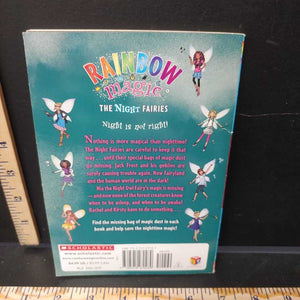 RAINBOW
magic
THE NIGHT FAIRIES
Night is not right!
Nothing is more magical than nighttime!
The Night Fairies are careful to keep it that
way . . . until their special bags of magic dust
go missing. Jack Frost and his goblins are
surely causing trouble again. Now Fairyland
and the human world are in the dark!
Nia the Night Owl Fairy's magic is missing
— and now none of the forest creatures know
when to be asleep, and when to be awake!
Rachel and Kirsty have to do something . . .
Find the missing bag of magic dust in each
book and help save the nighttime magic!
SCHOLASTIC
www.scholastic.com